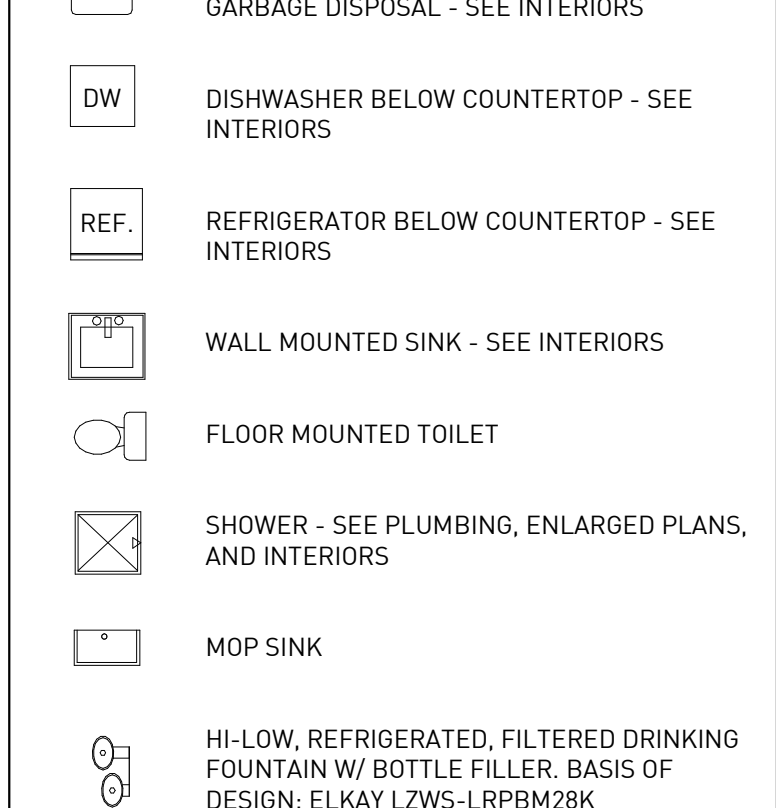 GARBAGE DISPOSAL - SEE INTERIORS
DW
DISHWASHER BELOW COUNTERTOP - SEE
INTERIORS
REF.
REFRIGERATOR BELOW COUNTERTOP - SEE
INTERIORS
WALL MOUNTED SINK - SEE INTERIORS
FLOOR MOUNTED TOILET
SHOWER - SEE PLUMBING, ENLARGED PLANS,
AND INTERIORS
MOP SINK
HI-LOW, REFRIGERATED, FILTERED DRINKING
FOUNTAIN W/ BOTTLE FILLER. BASIS OF
DESIGN: ELKAY LZWS-LRPBM28K